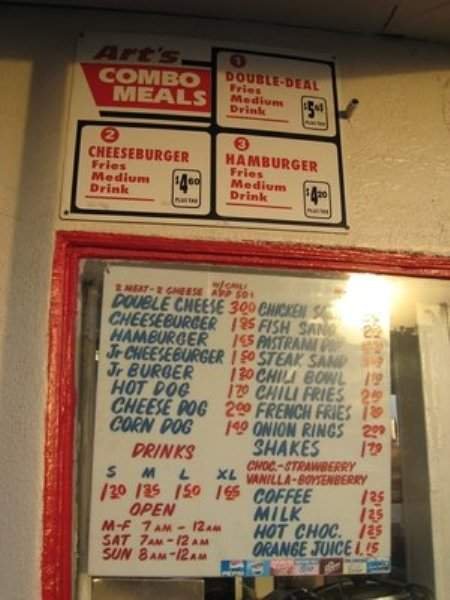 Art's
COMBO
MEALS
1
DOUBLE-DEAL
Fries
Medium
Drink
PLUS TAX
2
CHEESEBURGER
Fries
Medium
Drink
$4 60
PLUS TAX
3
HAMBURGER
Fries
Medium
Drink
$4 20
PLUS TAX
2 MEAT-2 CHEESE W/CHILI
ADD 50¢
DOUBLE CHEESE 300
CHEESEBURGER 185
HAMBURGER 165
Jr CHEESEBURGER 150
Jr BURGER 130
HOT DOG 170
CHEESE DOG 200
CORN DOG 140
DRINKS
S M L XL
120 135 150 165
OPEN
M-F 7AM - 12AM
SAT 7AM-12AM
SUN 8AM-12AM
CHICKEN
FISH SAND
PASTRAMI
STEAK SAND
CHILI BOWL
CHILI FRIES
FRENCH FRIES
ONION RINGS
SHAKES
CHOC.-STRAWBERRY
VANILLA-BOYSENBERRY
COFFEE 125
MILK 125
HOT CHOC. 125
ORANGE JUICE 1.15